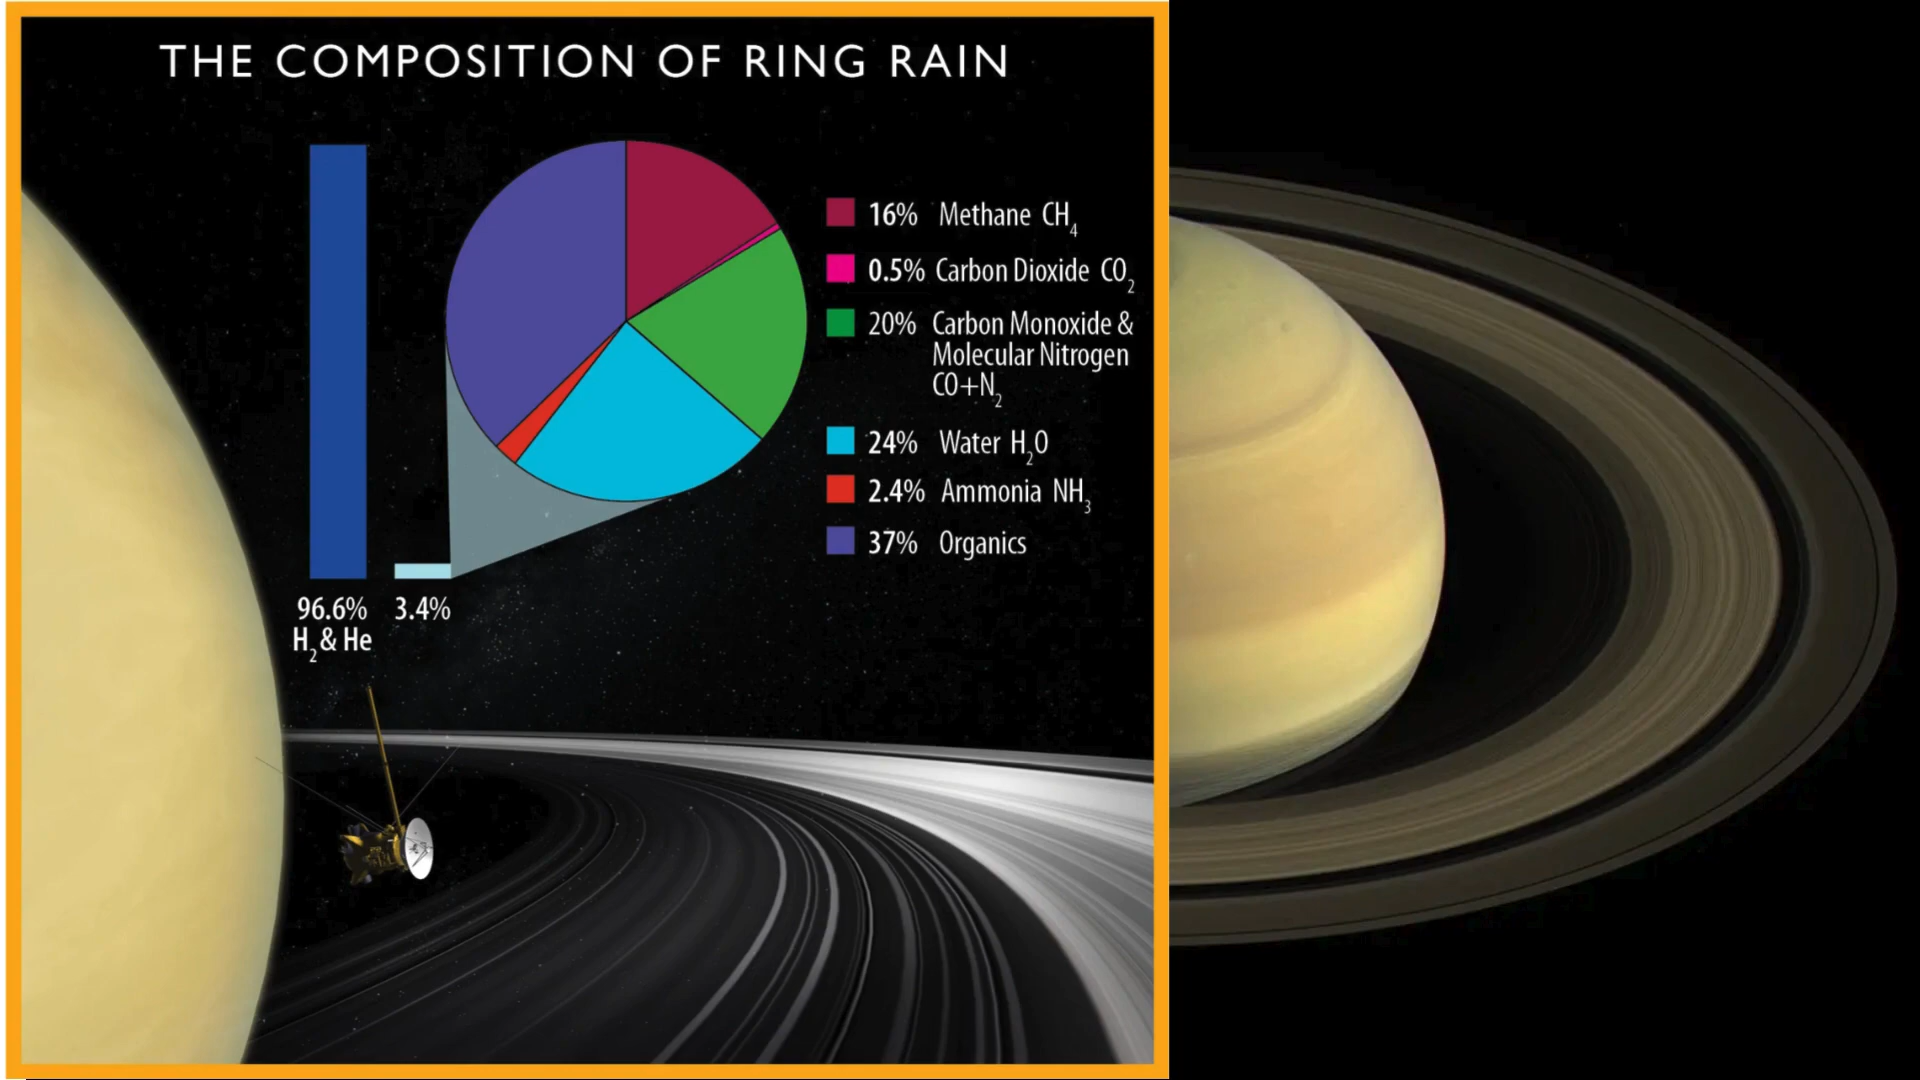 THE COMPOSITION OF RING RAIN
16% Methane CH₄
0.5% Carbon Dioxide CO₂
20% Carbon Monoxide &
Molecular Nitrogen
CO+N₂
24% Water H₂O
2.4% Ammonia NH₃
37% Organics
96.6% 3.4%
H₂& He